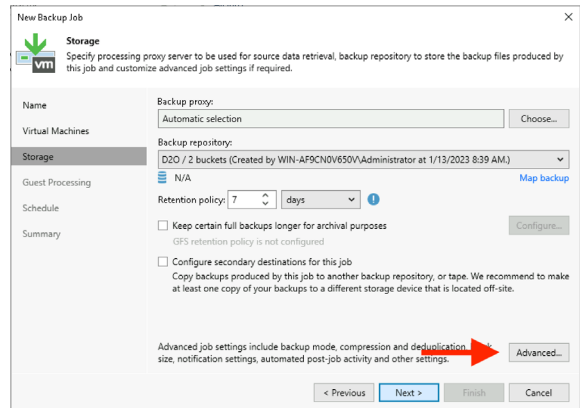 New Backup Job
Storage
Specify processing proxy server to be used for source data retrieval, backup repository to store the backup files produced by
this job and customize advanced job settings if required.
vm
Name
Virtual Machines
Storage
Guest Processing
Schedule
Summary
Backup proxy:
Automatic selection
Choose...
Backup repository:
D2O / 2 buckets (Created by WIN-AF9CN0V650V\Administrator at 1/13/2023 8:39 AM.)
N/A
Map backup
Retention policy: 7 days
Keep certain full backups longer for archival purposes
Configure...
GFS retention policy is not configured
Configure secondary destinations for this job
Copy backups produced by this job to another backup repository, or tape. We recommend to make
at least one copy of your backups to a different storage device that is located off-site.
Advanced job settings include backup mode, compression and deduplication,
size, notification settings, automated post-job activity and other settings.
Advanced...
< Previous
Next >
Finish
Cancel